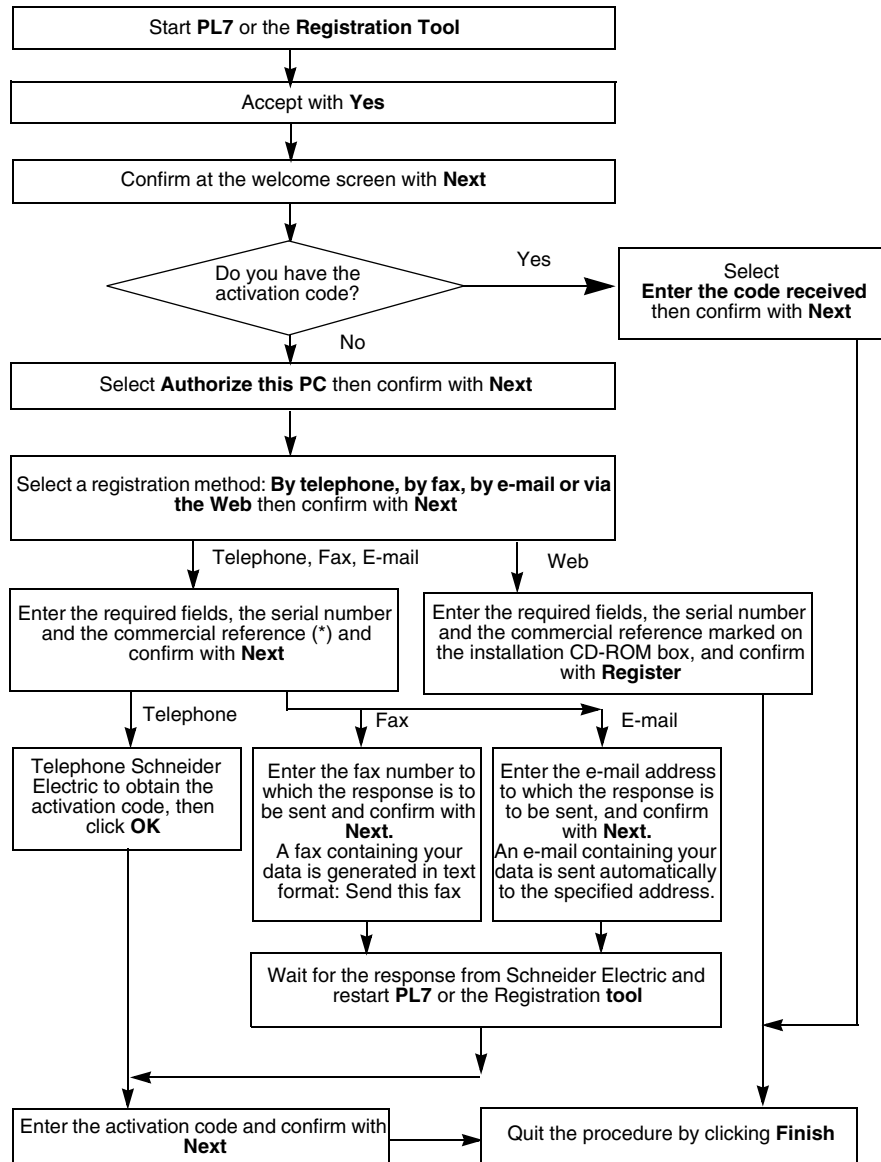 Start PL7 or the Registration Tool
Accept with Yes
Confirm at the welcome screen with Next
Do you have the
activation code?
Yes
Select
Enter the code received
then confirm with Next
No
Select Authorize this PC then confirm with Next
Select a registration method: By telephone, by fax, by e-mail or via
the Web then confirm with Next
Telephone, Fax, E-mail
Web
Enter the required fields, the serial number
and the commercial reference (*) and
confirm with Next
Enter the required fields, the serial number
and the commercial reference marked on
the installation CD-ROM box, and confirm
with Register
Telephone
Fax
E-mail
Telephone Schneider
Electric to obtain the
activation code, then
click OK
Enter the fax number to
which the response is to
be sent and confirm with
Next.
A fax containing your
data is generated in text
format: Send this fax
Enter the e-mail address
to which the response is
to be sent, and confirm
with Next.
An e-mail containing your
data is sent automatically
to the specified address.
Wait for the response from Schneider Electric and
restart PL7 or the Registration tool
Enter the activation code and confirm with
Next
Quit the procedure by clicking Finish